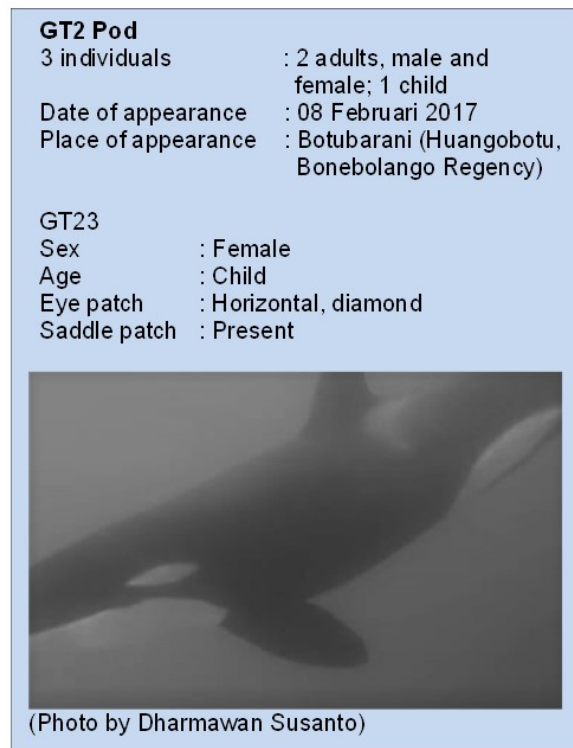 GT2 Pod
3 individuals : 2 adults, male and
female; 1 child
Date of appearance : 08 Februari 2017
Place of appearance : Botubarani (Huangobotu,
Bonebolango Regency)
GT23
Sex : Female
Age : Child
Eye patch : Horizontal, diamond
Saddle patch : Present
(Photo by Dharmawan Susanto)